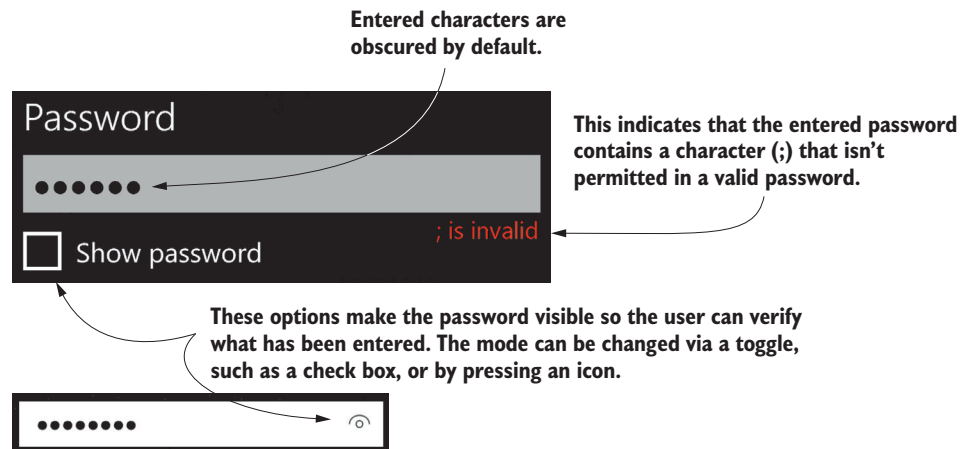 Entered characters are
obscured by default.
Password
●●●●●●
This indicates that the entered password
contains a character (;) that isn't
permitted in a valid password.
; is invalid
Show password
These options make the password visible so the user can verify
what has been entered. The mode can be changed via a toggle,
such as a check box, or by pressing an icon.
●●●●●●●●